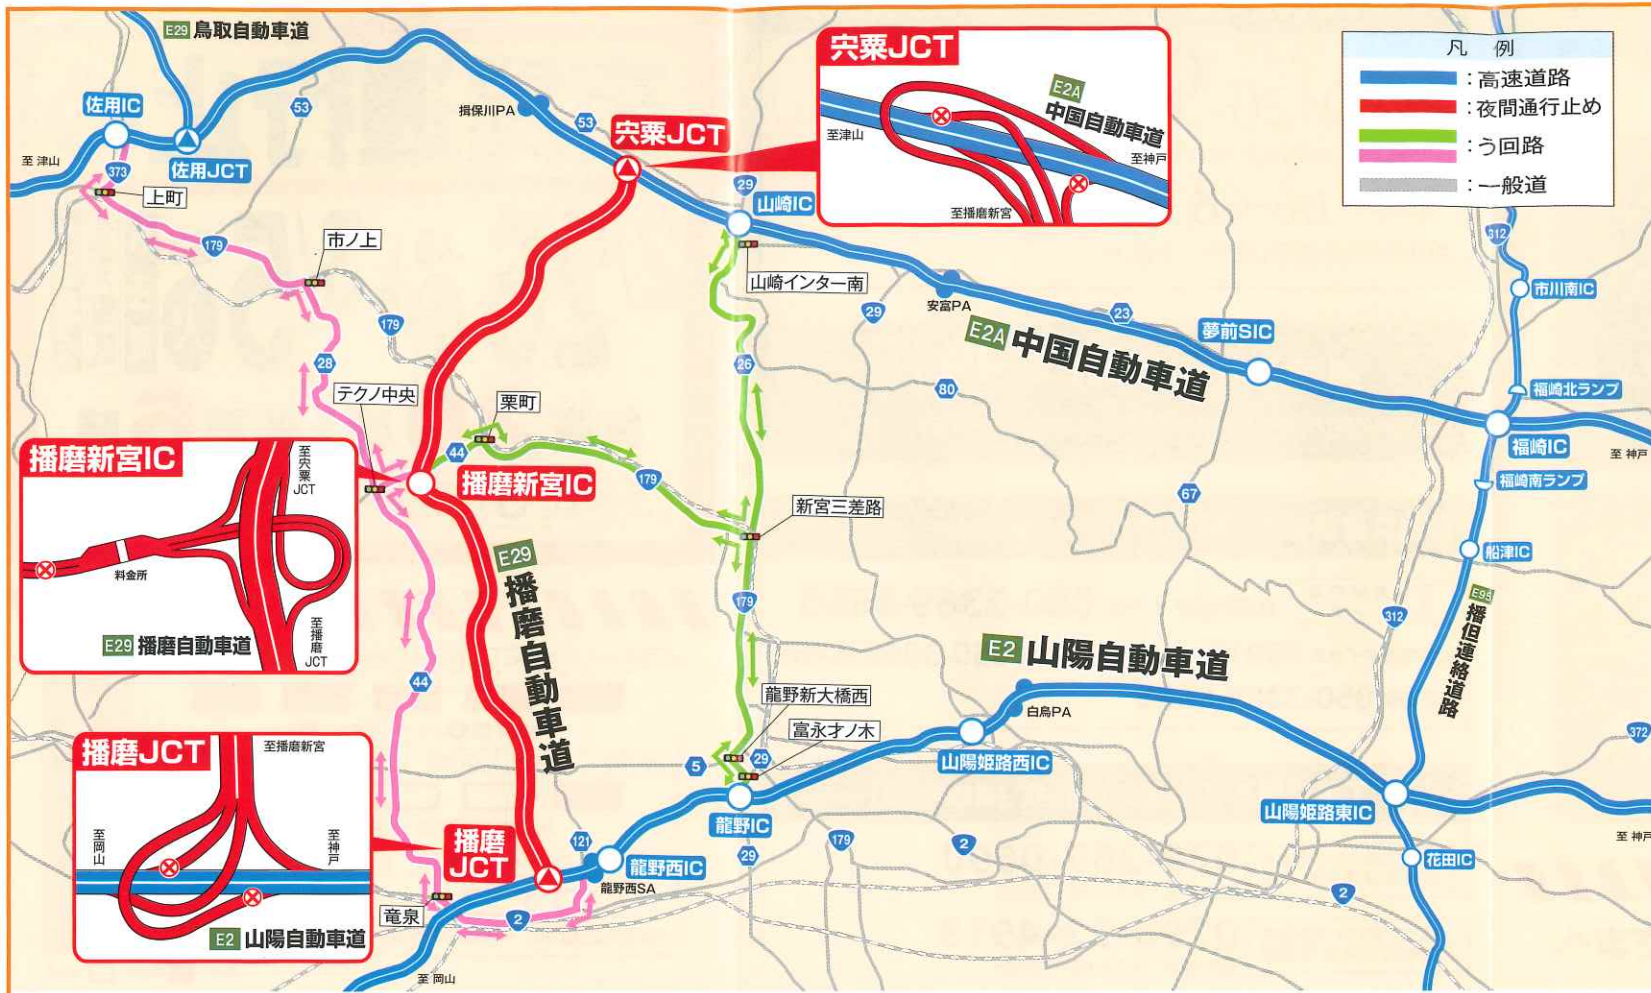 E29 鳥取自動車道
佐用IC
至 津山
佐用JCT
373
上町
53
揖保川PA
53
宍粟JCT
宍粟JCT
E2A
中国自動車道
至津山
至神戸
至播磨新宮
凡 例
：高速道路
：夜間通行止め
：う回路
：一般道
29
山崎IC
山崎インター南
179
市ノ上
179
28
テクノ中央
栗町
44
播磨新宮IC
26
29
安富PA
23
E2A 中国自動車道
夢前SIC
80
67
312
市川南IC
福崎北ランプ
福崎IC
至 神戸
福崎南ランプ
船津IC
播磨新宮IC
至宍粟JCT
料金所
E29 播磨自動車道
至播磨JCT
179
新宮三差路
179
E29
播磨自動車道
44
312
E95
播但連絡道路
E2 山陽自動車道
白鳥PA
龍野新大橋西
富永才ノ木
5
29
山陽姫路西IC
372
山陽姫路東IC
至 神戸
播磨JCT
至播磨新宮
至岡山
至神戸
E2 山陽自動車道
播磨
JCT
龍野IC
121
龍野西IC
龍野西SA
29
179
2
花田IC
2
竜泉
2
至 岡山